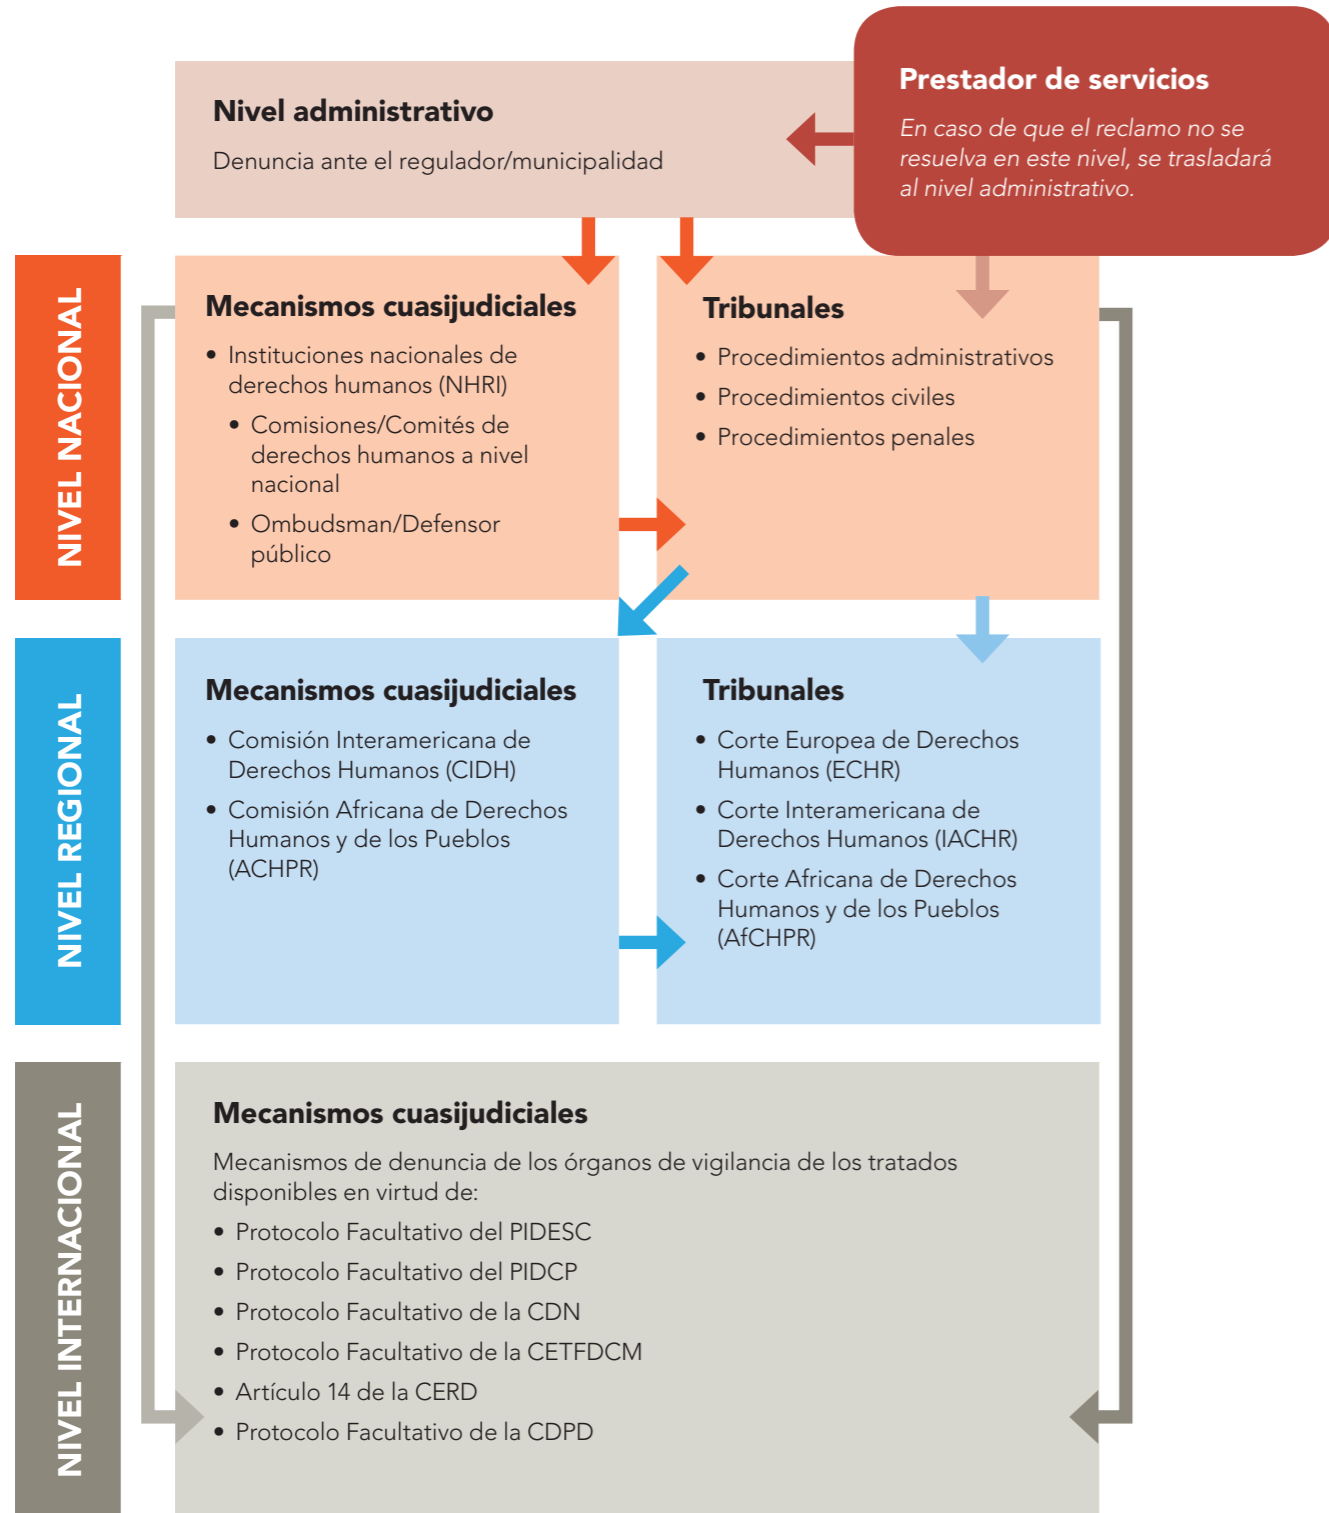 Prestador de servicios
En caso de que el reclamo no se
resuelva en este nivel, se trasladará
al nivel administrativo.
Nivel administrativo
Denuncia ante el regulador/municipalidad
NIVEL NACIONAL
Mecanismos cuasijudiciales
• Instituciones nacionales de
derechos humanos (NHRI)
• Comisiones/Comités de
derechos humanos a nivel
nacional
• Ombudsman/Defensor
público
Tribunales
• Procedimientos administrativos
• Procedimientos civiles
• Procedimientos penales
NIVEL REGIONAL
Mecanismos cuasijudiciales
• Comisión Interamericana de
Derechos Humanos (CIDH)
• Comisión Africana de Derechos
Humanos y de los Pueblos
(ACHPR)
Tribunales
• Corte Europea de Derechos
Humanos (ECHR)
• Corte Interamericana de
Derechos Humanos (IACHR)
• Corte Africana de Derechos
Humanos y de los Pueblos
(AfCHPR)
NIVEL INTERNACIONAL
Mecanismos cuasijudiciales
Mecanismos de denuncia de los órganos de vigilancia de los tratados
disponibles en virtud de:
• Protocolo Facultativo del PIDESC
• Protocolo Facultativo del PIDCP
• Protocolo Facultativo de la CDN
• Protocolo Facultativo de la CETFDCM
• Artículo 14 de la CERD
• Protocolo Facultativo de la CDPD